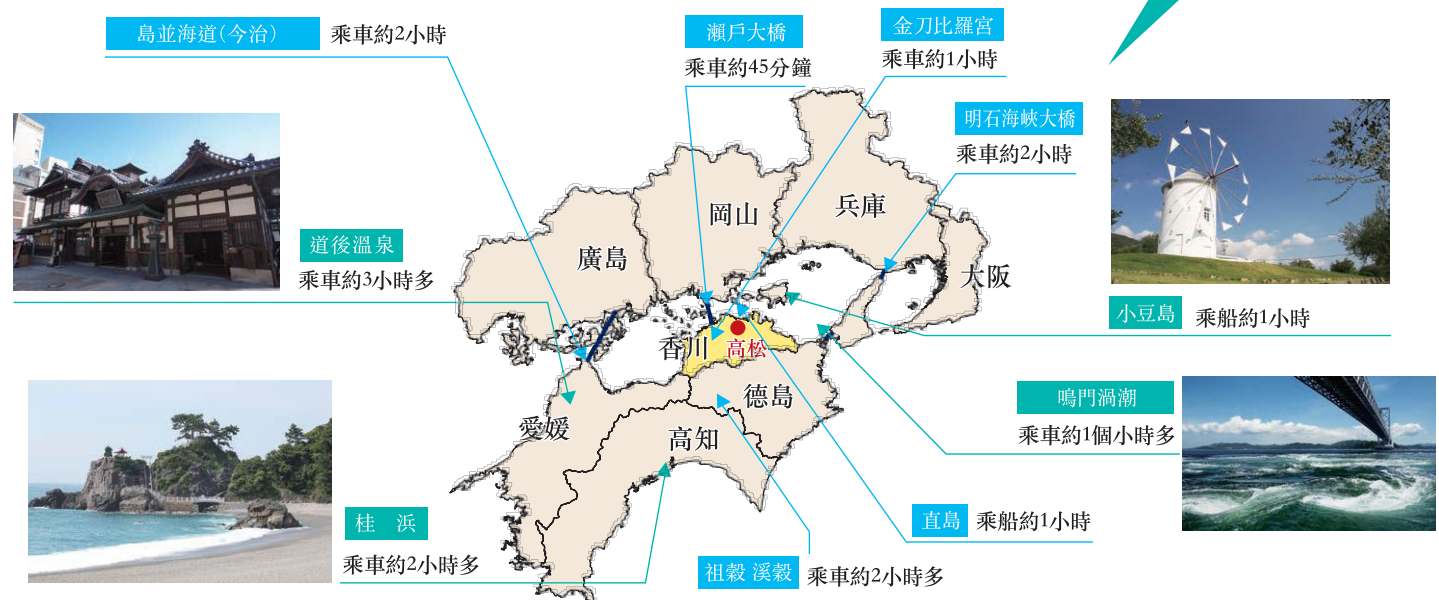 島並海道(今治) 乘車約2小時
瀨戶大橋
乘車約45分鐘
金刀比羅宮
乘車約1小時
明石海峽大橋
乘車約2小時
道後溫泉
乘車約3小時多
廣島
岡山
兵庫
大阪
小豆島 乘船約1小時
香川
高松
德島
愛媛
高知
鳴門渦潮
乘車約1個小時多
桂 浜
乘車約2小時多
直島 乘船約1小時
祖穀 溪穀 乘車約2小時多